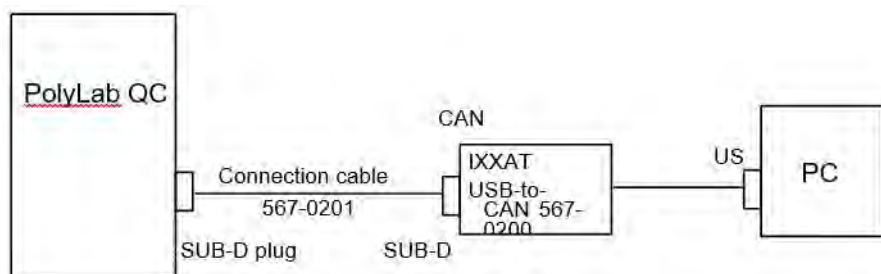 PolyLab QC
CAN
IXXAT
USB-to-
CAN 567-
0200
US
PC
Connection cable
567-0201
SUB-D plug
SUB-D